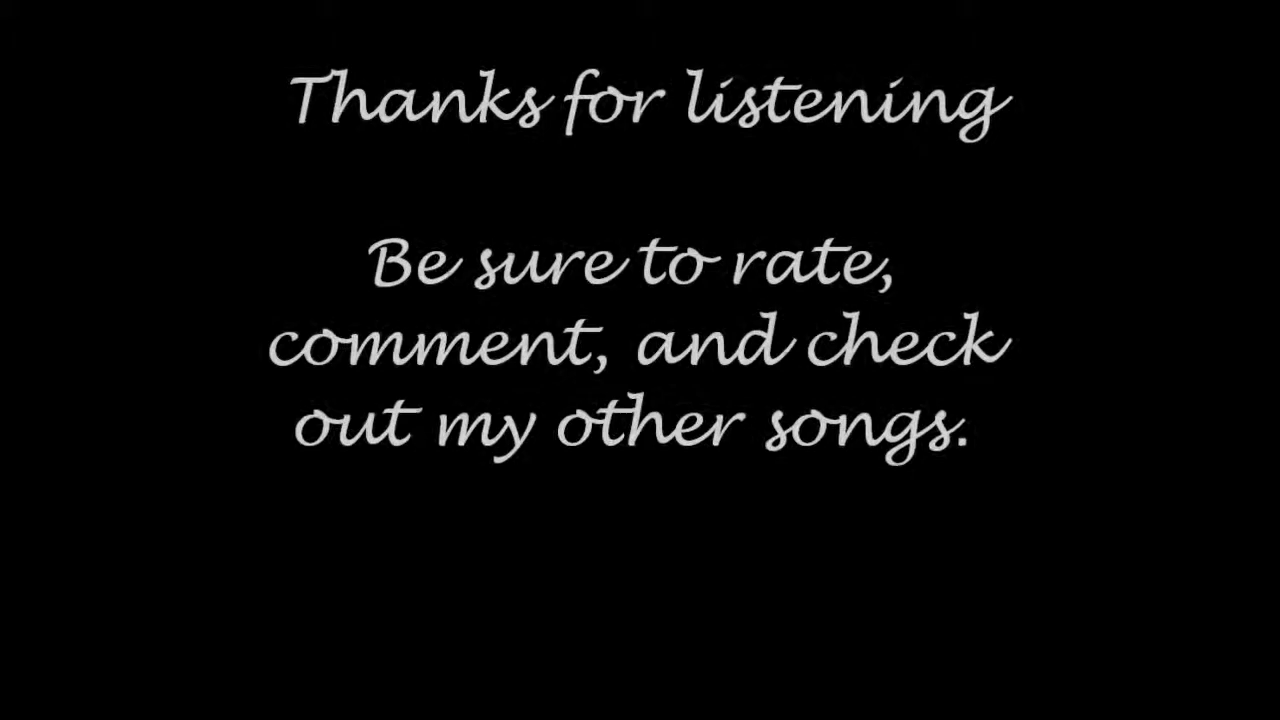 Thanks for listening
Be sure to rate,
comment, and check
out my other songs.